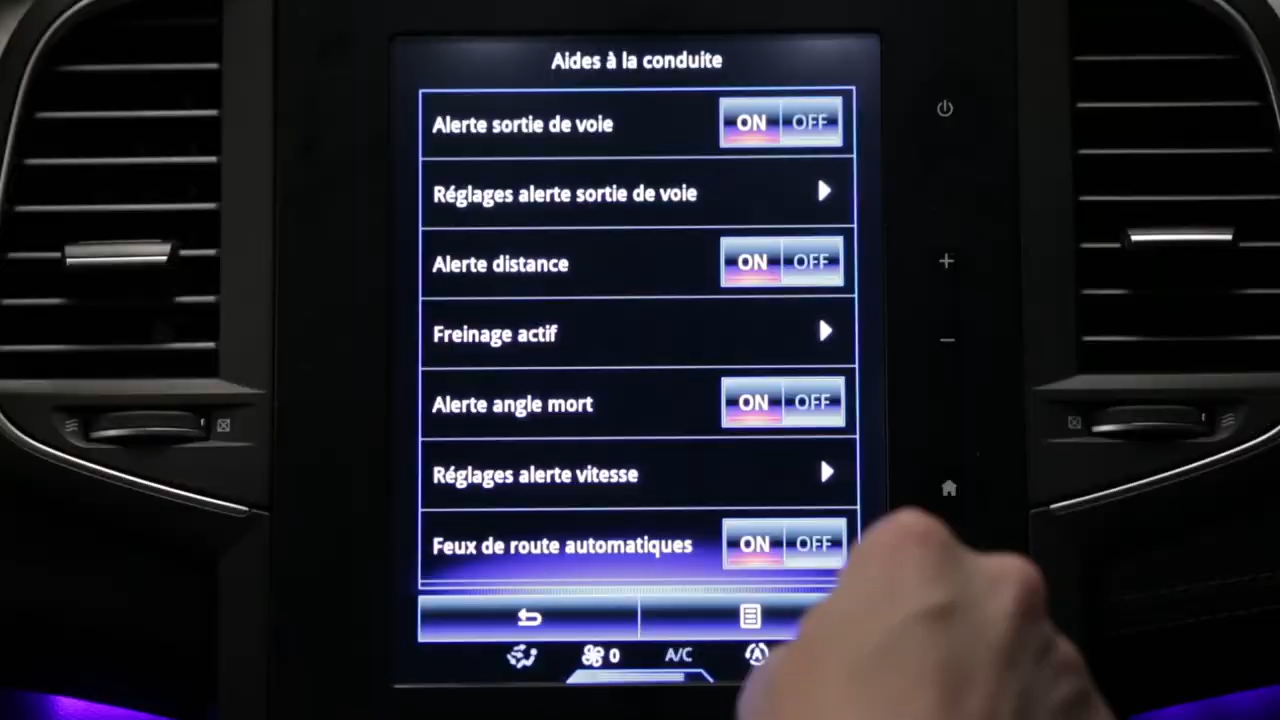 Aides à la conduite
Alerte sortie de voie ON OFF
Réglages alerte sortie de voie
Alerte distance ON OFF
Freinage actif
Alerte angle mort ON OFF
Réglages alerte vitesse
Feux de route automatiques ON OFF
0 A/C